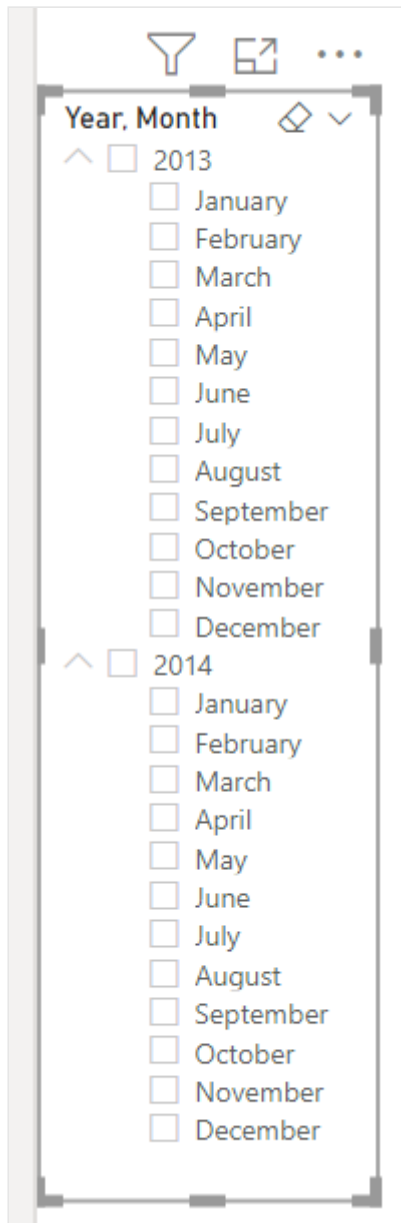 Year, Month
2013
January
February
March
April
May
June
July
August
September
October
November
December
2014
January
February
March
April
May
June
July
August
September
October
November
December